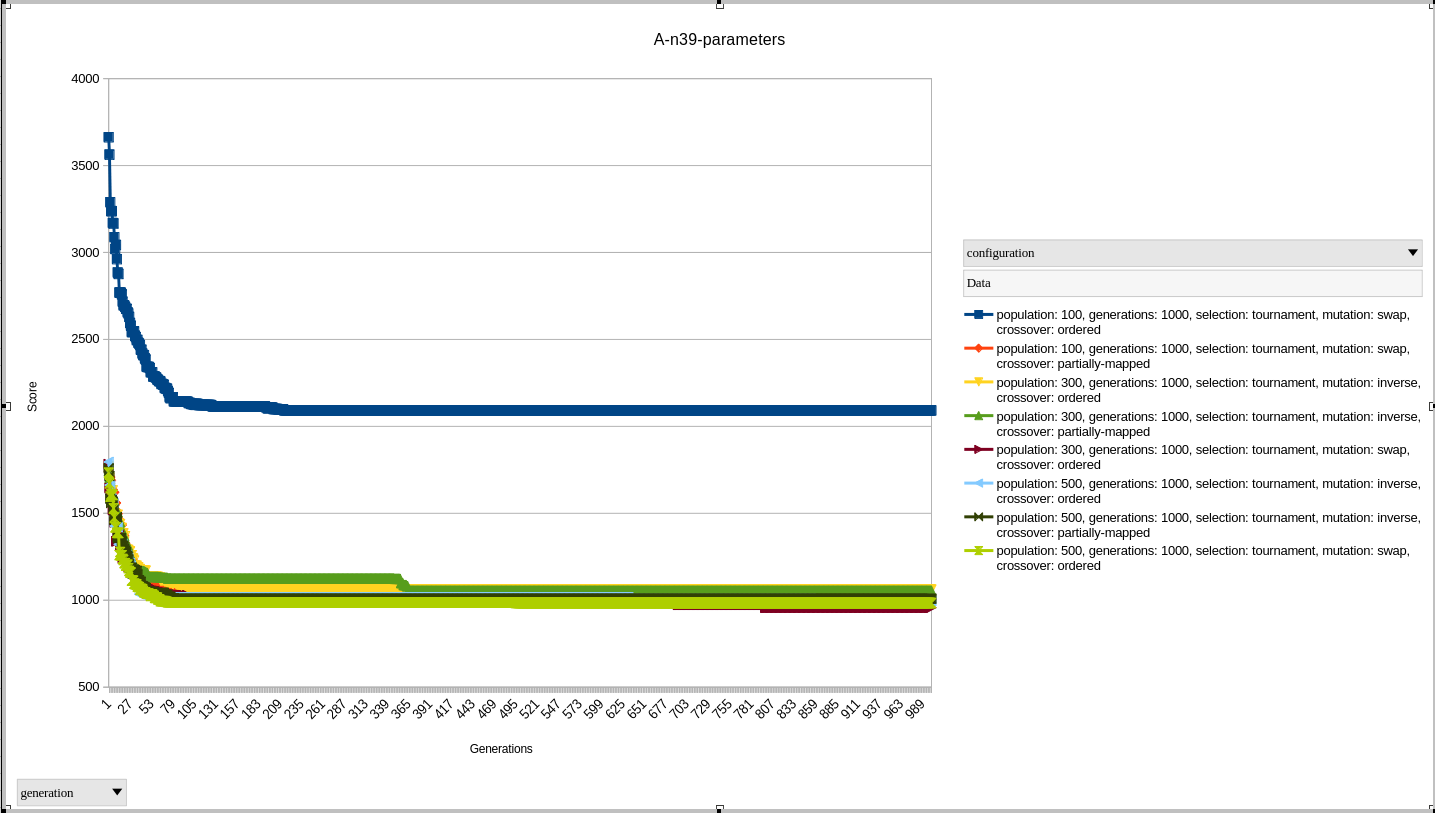 A-n39-parameters
4000
3500
3000
2500
2000
1500
1000
500
Score
1 27 53 79 105 131 157 183 209 235 261 287 313 339 365 391 417 443 469 495 521 547 573 599 625 651 677 703 729 755 781 807 833 859 885 911 937 963 989
Generations
generation
configuration
Data
population: 100, generations: 1000, selection: tournament, mutation: swap,
crossover: ordered
population: 100, generations: 1000, selection: tournament, mutation: swap,
crossover: partially-mapped
population: 300, generations: 1000, selection: tournament, mutation: inverse,
crossover: ordered
population: 300, generations: 1000, selection: tournament, mutation: inverse,
crossover: partially-mapped
population: 300, generations: 1000, selection: tournament, mutation: swap,
crossover: ordered
population: 500, generations: 1000, selection: tournament, mutation: inverse,
crossover: ordered
population: 500, generations: 1000, selection: tournament, mutation: inverse,
crossover: partially-mapped
population: 500, generations: 1000, selection: tournament, mutation: swap,
crossover: ordered